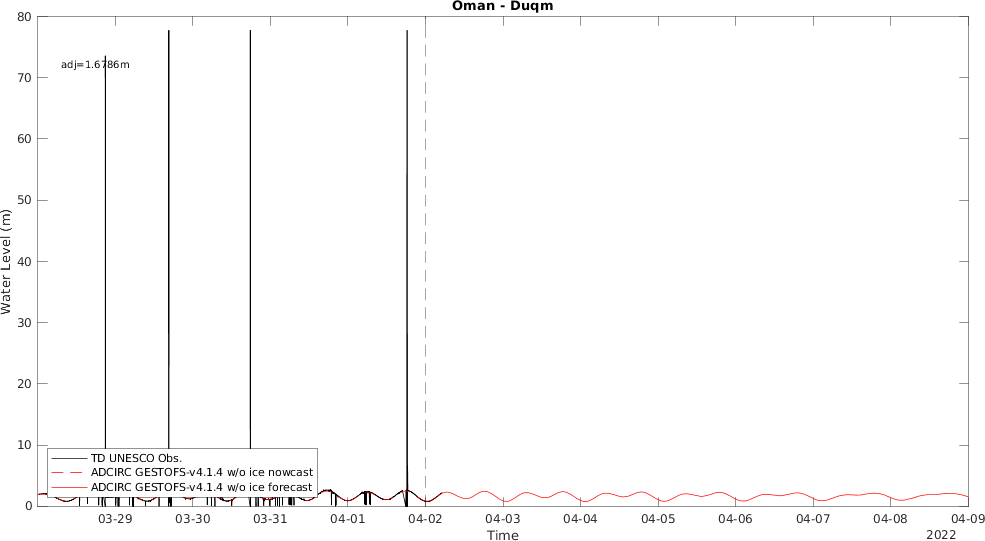 Oman - Duqm
adj=1.6786m
80
70
60
50
40
30
20
10
0
Water Level (m)
TD UNESCO Obs.
ADCIRC GESTOFS-v4.1.4 w/o ice nowcast
ADCIRC GESTOFS-v4.1.4 w/o ice forecast
03-29 03-30 03-31 04-01 04-02 04-03 04-04 04-05 04-06 04-07 04-08 04-09
Time
2022